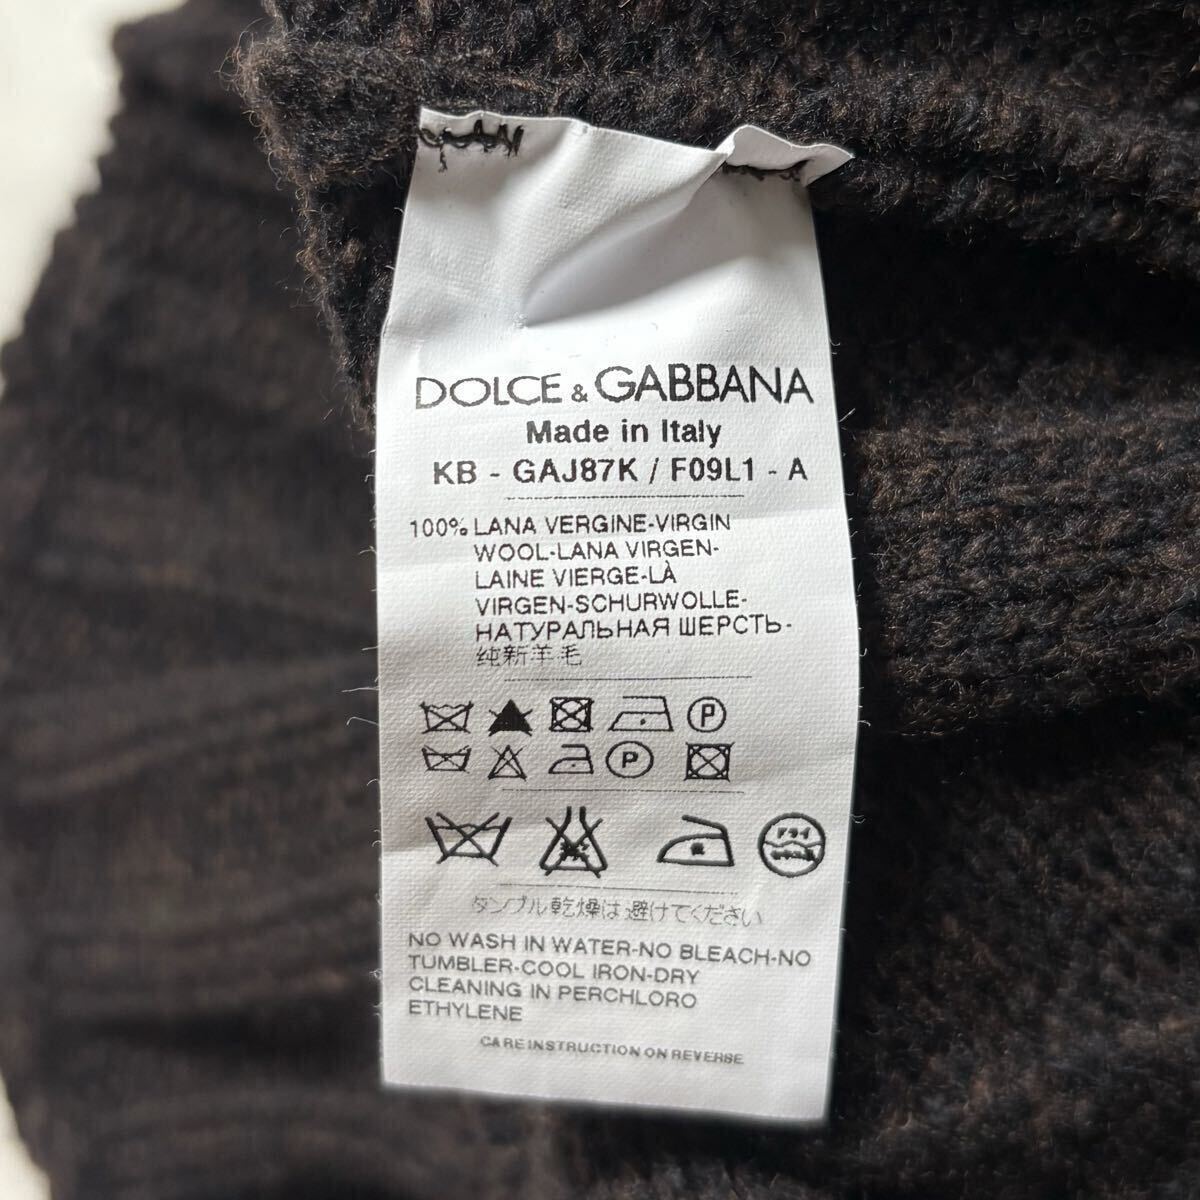 DOLCE & GABBANA
Made in Italy
KB - GAJ87K / F09L1 - A
100% LANA VERGINE-VIRGIN
WOOL-LANA VIRGEN-
LAINE VIERGE-LÀ
VIRGEN-SCHURWOLLE-
НАТУРАЛЬНАЯ ШЕРСТЬ-
纯新羊毛
P
P
ドライ
タンブル乾燥は避けてください
NO WASH IN WATER-NO BLEACH-NO
TUMBLER-COOL IRON-DRY
CLEANING IN PERCHLORO
ETHYLENE
CARE INSTRUCTION ON REVERSE